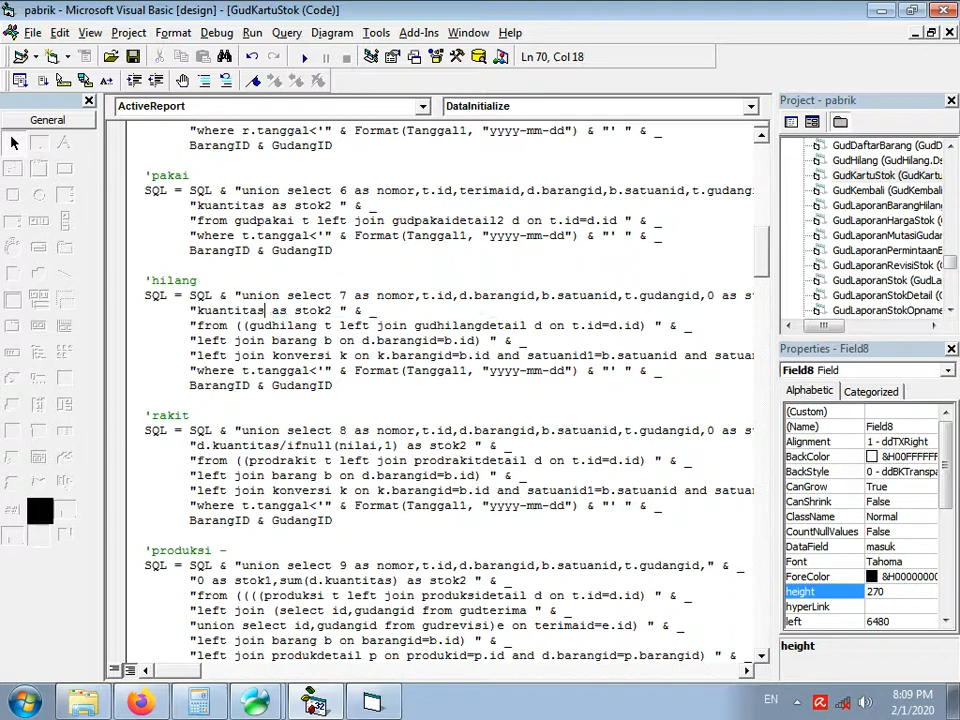 pabrik - Microsoft Visual Basic [design] - [GudKartuStok (Code)]
File Edit View Project Format Debug Run Query Diagram Tools Add-Ins Window Help
Ln 70, Col 18
General
ActiveReport
DataInitialize
"where r.tanggal<'" & Format(Tanggal1, "yyyy-mm-dd") & "' " & _
BarangID & GudangID
'pakai
SQL = SQL & "union select 6 as nomor,t.id,terimaid,d.barangid,b.satuanid,t.gudangi
"kuantitas as stok2 " & _
"from gudpakai t left join gudpakaidetail2 d on t.id=d.id " & _
"where t.tanggal<'" & Format(Tanggal1, "yyyy-mm-dd") & "' " & _
BarangID & GudangID
'hilang
SQL = SQL & "union select 7 as nomor,t.id,d.barangid,b.satuanid,t.gudangid,0 as st
"kuantitas as stok2 " & _
"from ((gudhilang t left join gudhilangdetail d on t.id=d.id) " & _
"left join barang b on d.barangid=b.id) " & _
"left join konversi k on k.barangid=b.id and satuanid1=b.satuanid and satuan
"where t.tanggal<'" & Format(Tanggal1, "yyyy-mm-dd") & "' " & _
BarangID & GudangID
'rakit
SQL = SQL & "union select 8 as nomor,t.id,d.barangid,b.satuanid,t.gudangid,0 as st
"d.kuantitas/ifnull(nilai,1) as stok2 " & _
"from ((prodrakit t left join prodrakitdetail d on t.id=d.id) " & _
"left join barang b on d.barangid=b.id) " & _
"left join konversi k on k.barangid=b.id and satuanid1=b.satuanid and satuan
"where t.tanggal<'" & Format(Tanggal1, "yyyy-mm-dd") & "' " & _
BarangID & GudangID
'produksi -
SQL = SQL & "union select 9 as nomor,t.id,d.barangid,b.satuanid,t.gudangid," & _
"0 as stok1,sum(d.kuantitas) as stok2 " & _
"from ((((produksi t left join produksidetail d on t.id=d.id) " & _
"left join (select id,gudangid from gudterima " & _
"union select id,gudangid from gudrevisi)e on terimaid=e.id) " & _
"left join barang b on barangid=b.id) " & _
"left join produkdetail p on produkid=p.id and d.barangid=p.barangid) " & _
Project - pabrik
GudDaftarBarang (GudD
GudHilang (GudHilang.Ds
GudKartuStok (GudKartu
GudKembali (GudKembali
GudLaporanBarangHilang
GudLaporanHargaStok (G
GudLaporanMutasiGudar
GudLaporanPermintaanB
GudLaporanRevisiStok (
GudLaporanStok (GudLap
GudLaporanStokOpname
Properties - Field8
Field8 Field
Alphabetic Categorized
(Custom)
(Name) Field8
Alignment 1 - ddTXRight
BackColor &H00FFFFFF
BackStyle 0 - ddBKTranspa
CanGrow True
CanShrink False
ClassName Normal
CountNullValues False
DataField masuk
Font Tahoma
ForeColor &H0000000
height 270
hyperLink
left 6480
height
EN
8:09 PM
2/1/2020